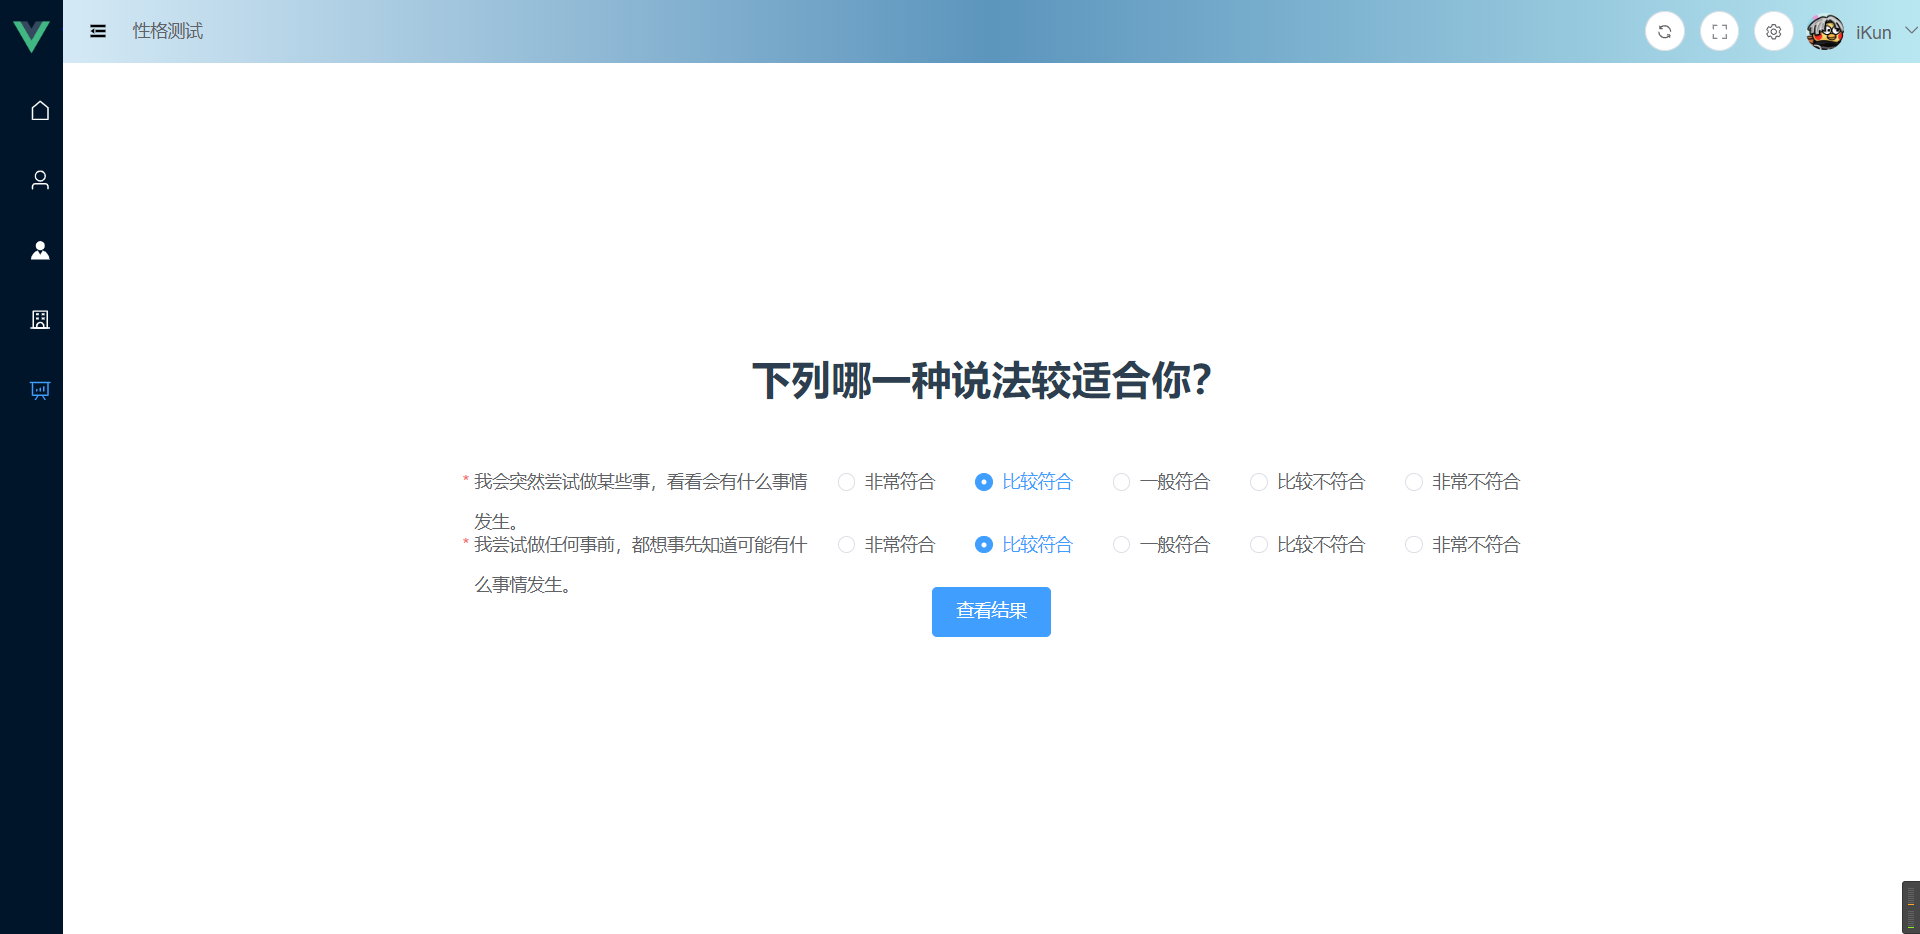 性格测试
iKun
下列哪一种说法较适合你?
* 我会突然尝试做某些事，看看会有什么事情 非常符合 比较符合 一般符合 比较不符合 非常不符合
发生。
* 我尝试做任何事前，都想事先知道可能有什 非常符合 比较符合 一般符合 比较不符合 非常不符合
么事情发生。
查看结果